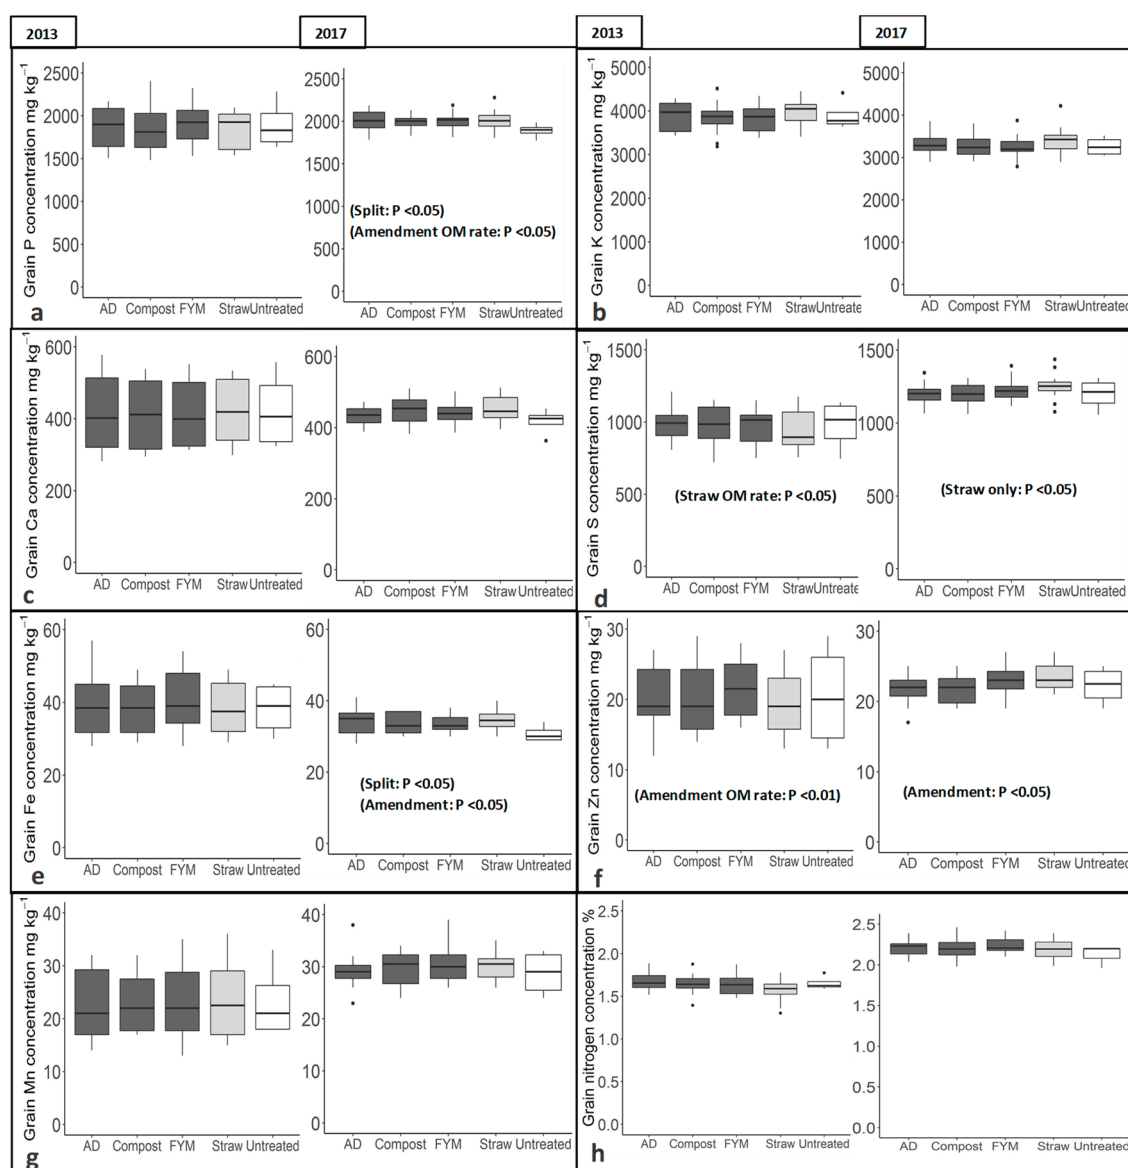 2013
2017
2013
2017
Grain P concentration mg kg⁻¹
2500
2000
1500
1000
500
0
AD Compost FYM Straw Untreated
a
2500
2000
1500
1000
500
0
(Split: P <0.05)
(Amendment OM rate: P <0.05)
AD Compost FYM Straw Untreated
Grain K concentration mg kg⁻¹
5000
4000
3000
2000
1000
0
AD Compost FYM Straw Untreate
b
5000
4000
3000
2000
1000
0
AD Compost FYM Straw Untreated
Grain Ca concentration mg kg⁻¹
600
400
200
0
AD Compost FYM Straw Untreated
c
600
400
200
0
AD Compost FYM Straw Untreated
Grain S concentration mg kg⁻¹
1500
1000
500
0
(Straw OM rate: P <0.05)
AD Compost FYM Straw Untreate
d
1500
1000
500
0
(Straw only: P <0.05)
AD Compost FYM Straw Untreated
Grain Fe concentration mg kg⁻¹
60
40
20
0
AD Compost FYM Straw Untreated
e
60
40
20
0
(Split: P <0.05)
(Amendment: P <0.05)
AD Compost FYM Straw Untreated
Grain Zn concentration mg kg⁻¹
30
20
10
0
(Amendment OM rate: P <0.01)
AD Compost FYM Straw Untreated
f
30
20
10
0
(Amendment: P <0.05)
AD Compost FYM Straw Untreated
Grain Mn concentration mg kg⁻¹
40
30
20
10
0
AD Compost FYM Straw Untreated
g
40
30
20
10
0
AD Compost FYM Straw Untreated
Grain nitrogen concentration %
2.5
2.0
1.5
1.0
0.5
0.0
AD Compost FYM Straw Untreated
h
2.5
2.0
1.5
1.0
0.5
0.0
AD Compost FYM Straw Untreated